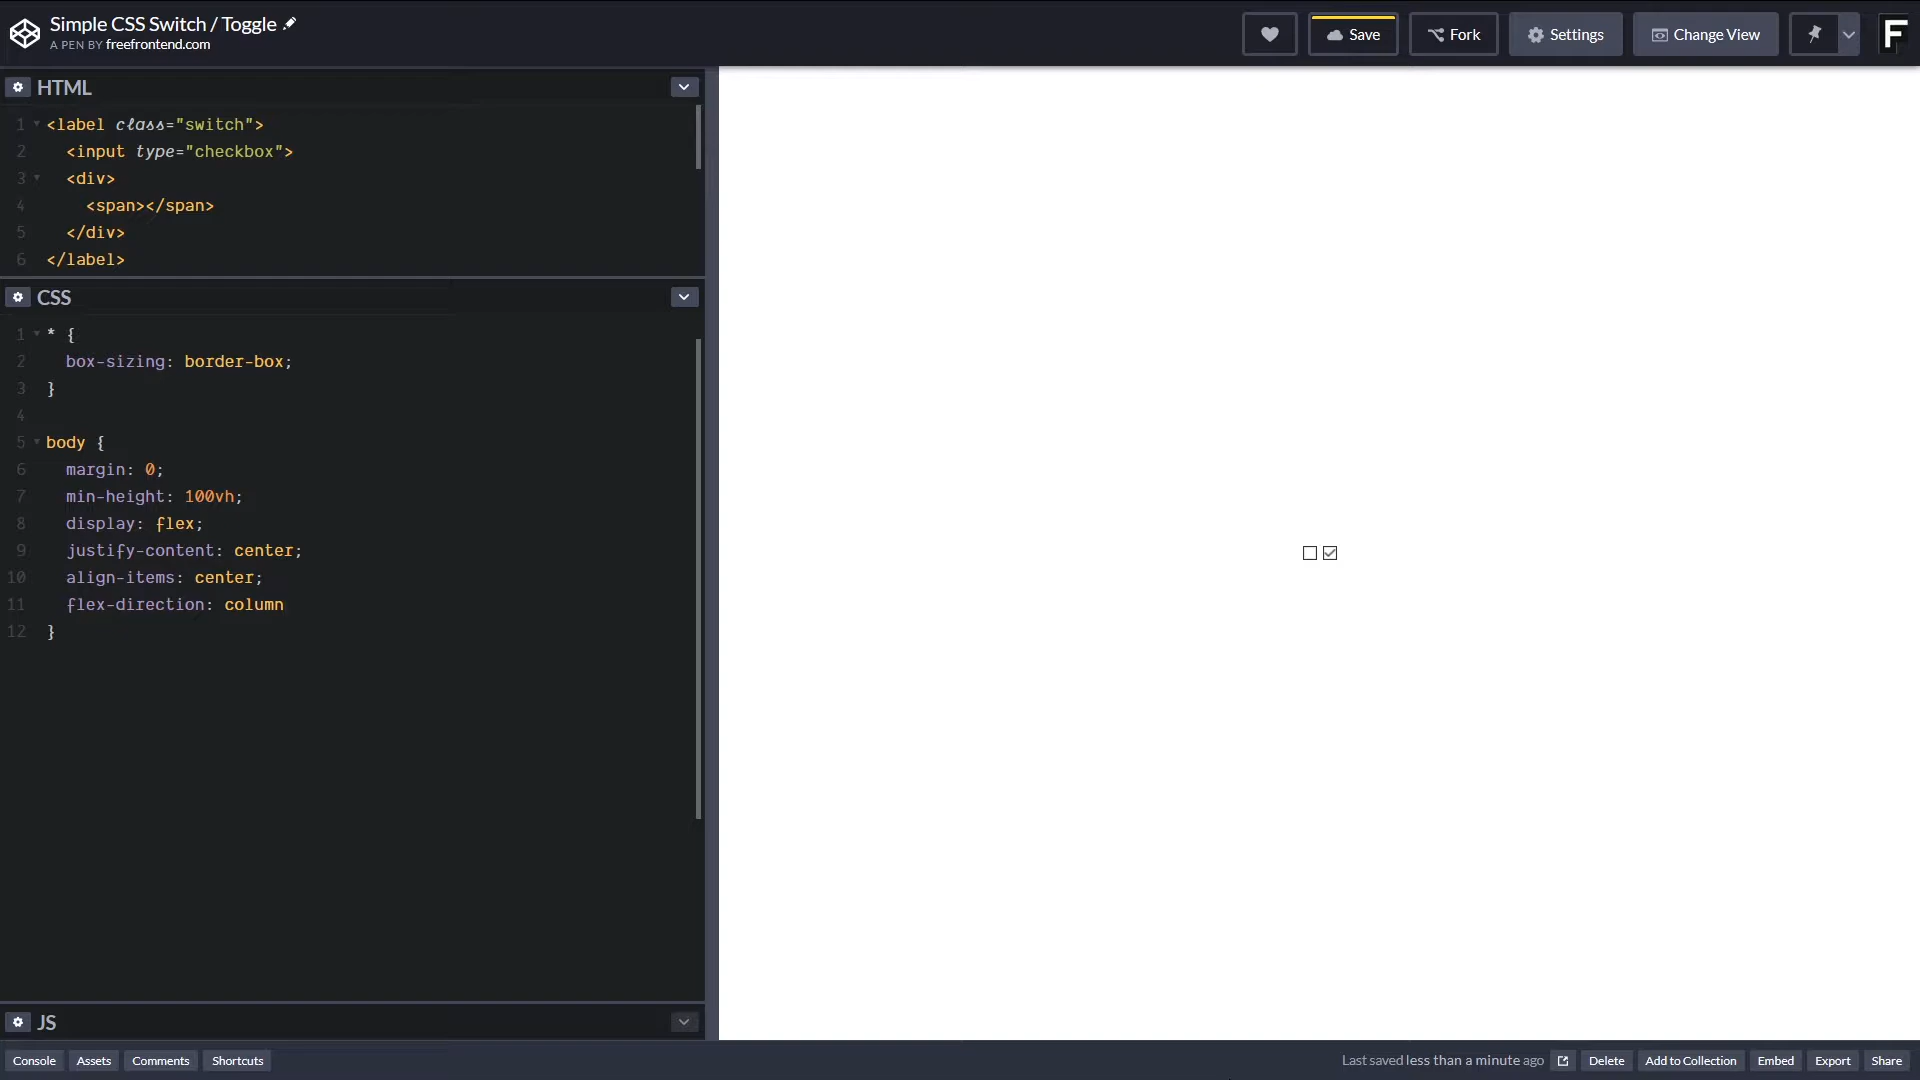 Simple CSS Switch / Toggle
A PEN BY freefrontend.com
Save
Fork
Settings
Change View
F
HTML
1 <label class="switch">
2 <input type="checkbox">
3 <div>
4 <span></span>
5 </div>
6 </label>
CSS
1 * {
2 box-sizing: border-box;
3 }
4
5 body {
6 margin: 0;
7 min-height: 100vh;
8 display: flex;
9 justify-content: center;
10 align-items: center;
11 flex-direction: column
12 }
JS
Console Assets Comments Shortcuts
Last saved less than a minute ago Delete Add to Collection Embed Export Share